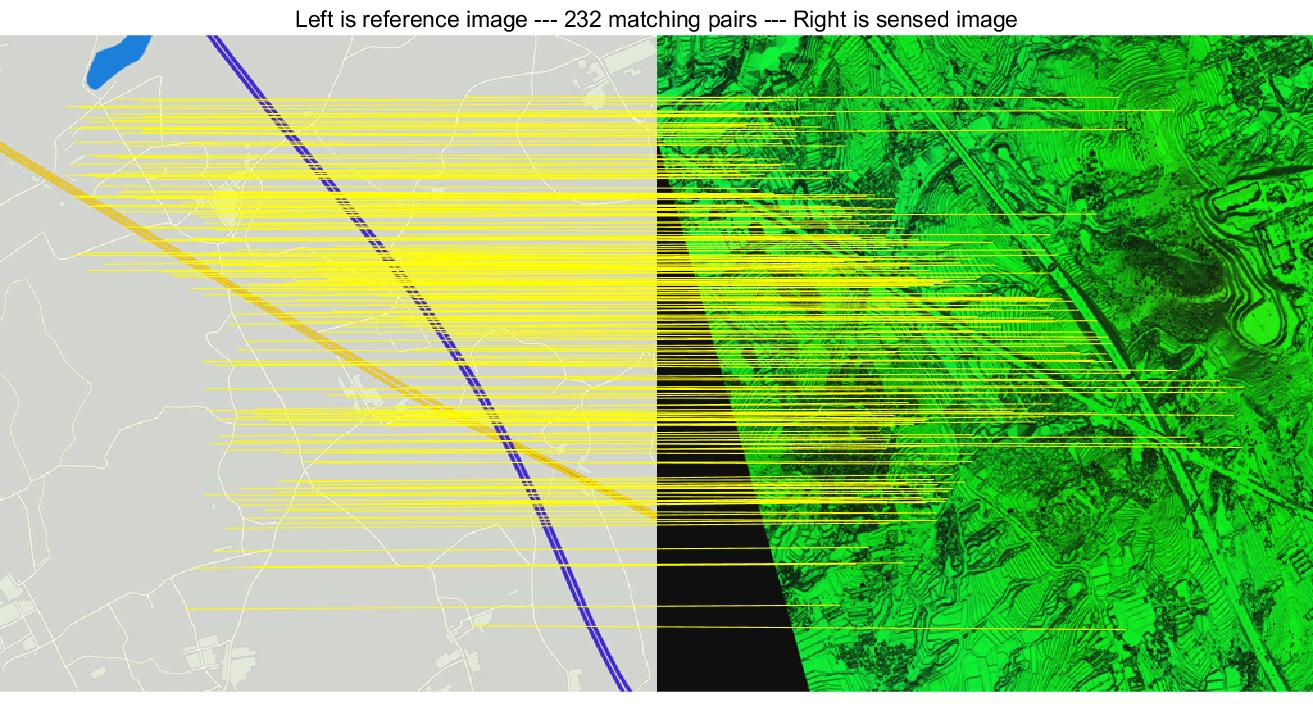 Left is reference image --- 232 matching pairs --- Right is sensed image